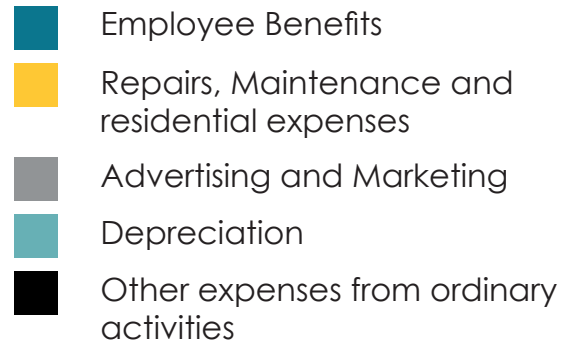 Employee Benefits
Repairs, Maintenance and
residential expenses
Advertising and Marketing
Depreciation
Other expenses from ordinary
activities